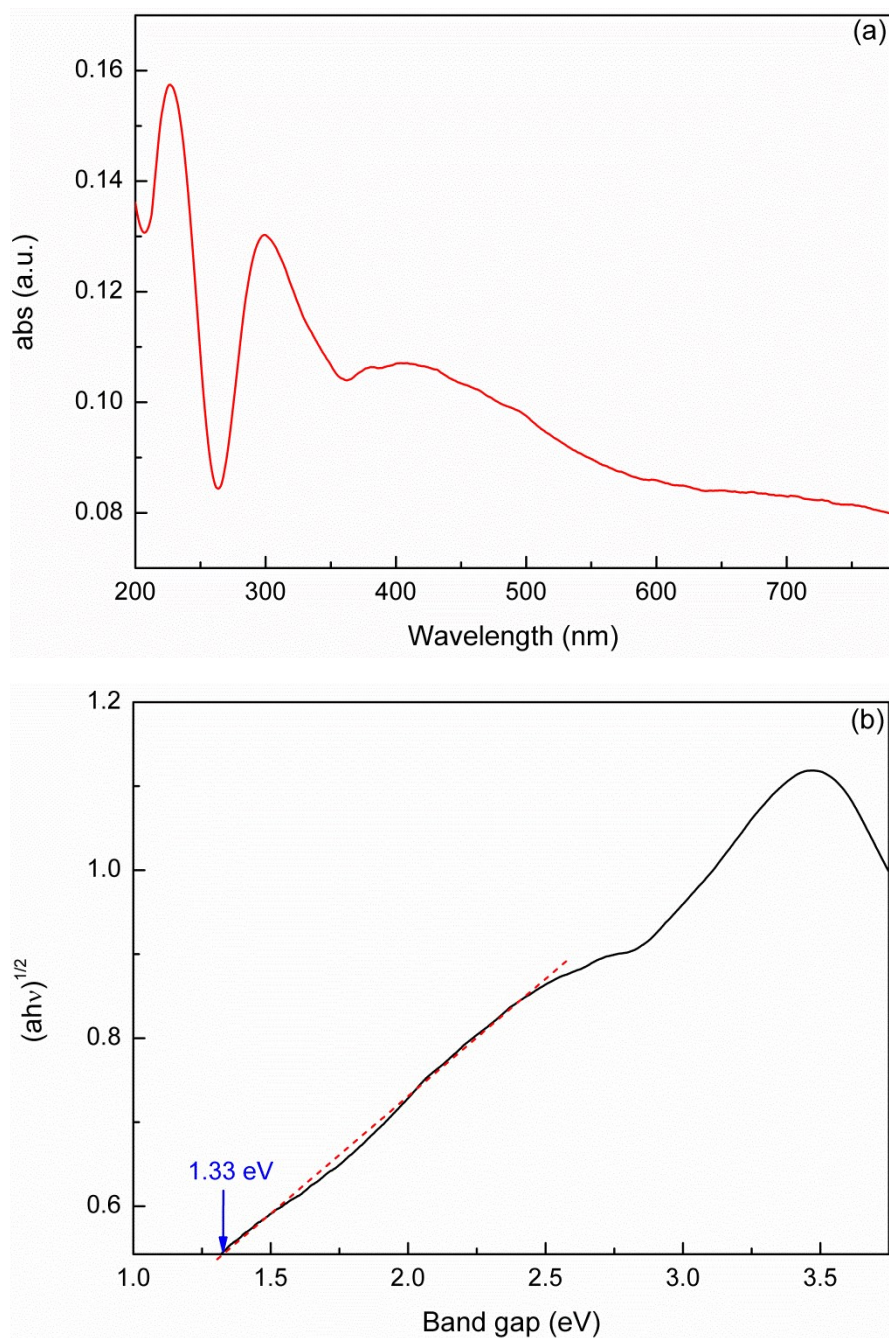 (a)
0.16
0.14
0.12
0.10
0.08
abs (a.u.)
200 300 400 500 600 700
Wavelength (nm)
(b)
1.2
1.0
0.8
0.6
(ahν)1/2
1.33 eV
1.0 1.5 2.0 2.5 3.0 3.5
Band gap (eV)